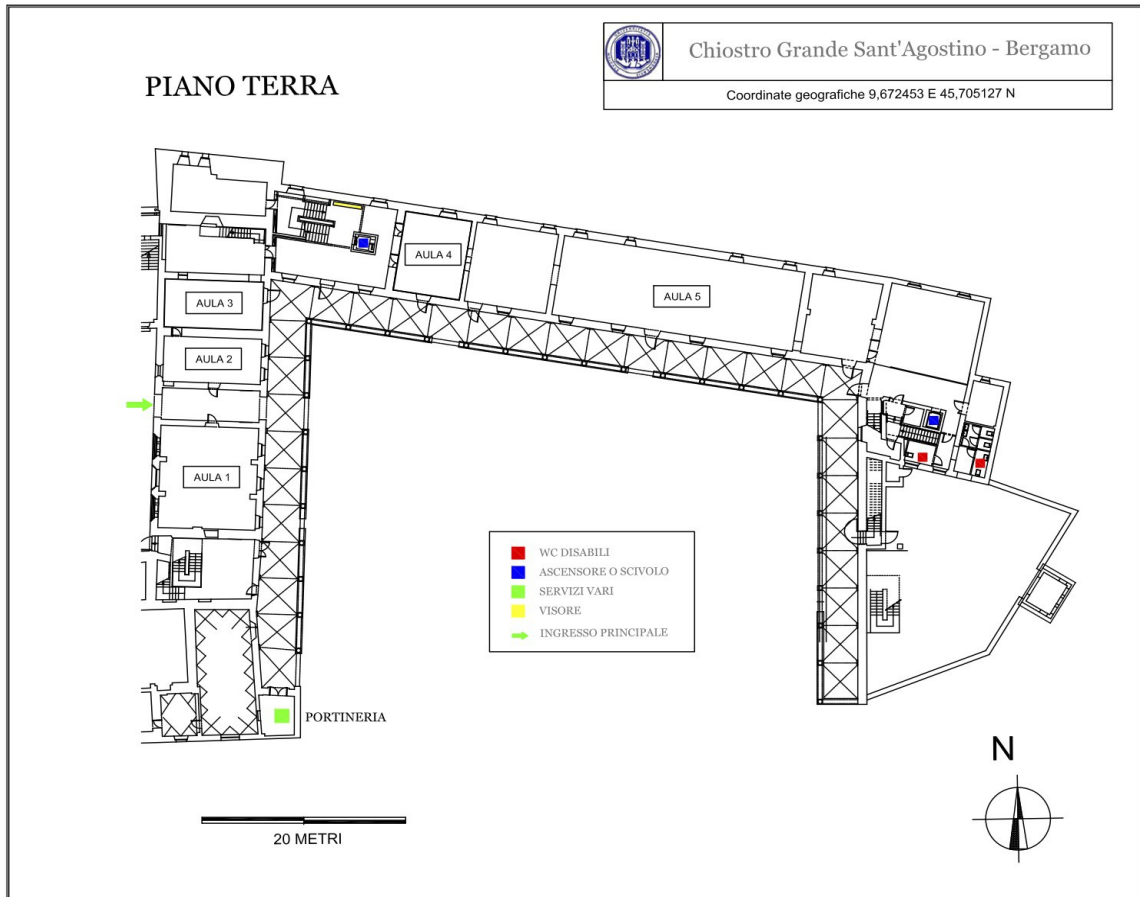 Chiostro Grande Sant'Agostino - Bergamo
Coordinate geografiche 9,672453 E 45,705127 N
PIANO TERRA
AULA 4
AULA 5
AULA 3
AULA 2
AULA 1
WC DISABILI
ASCENSORE O SCIVOLO
SERVIZI VARI
VISORE
INGRESSO PRINCIPALE
PORTINERIA
N
20 METRI